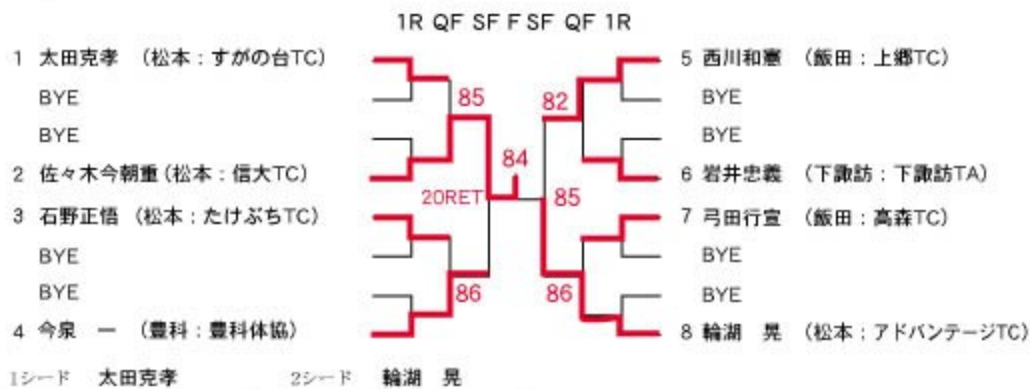 1R QF SF F SF QF 1R
1 太田克孝 (松本：すがの台TC)
BYE
BYE
2 佐々木今朝重 (松本：信大TC)
3 石野正悟 (松本：たけぶちTC)
BYE
BYE
4 今泉 一 (豊科：豊科体協)
85
20RET
86
84
82
85
86
5 西川和憲 (飯田：上郷TC)
BYE
BYE
6 岩井忠義 (下諏訪：下諏訪TA)
7 弓田行宣 (飯田：高森TC)
BYE
BYE
8 輪湖 晃 (松本：アドバンテージTC)
1シード 太田克孝 2シード 輪湖 晃